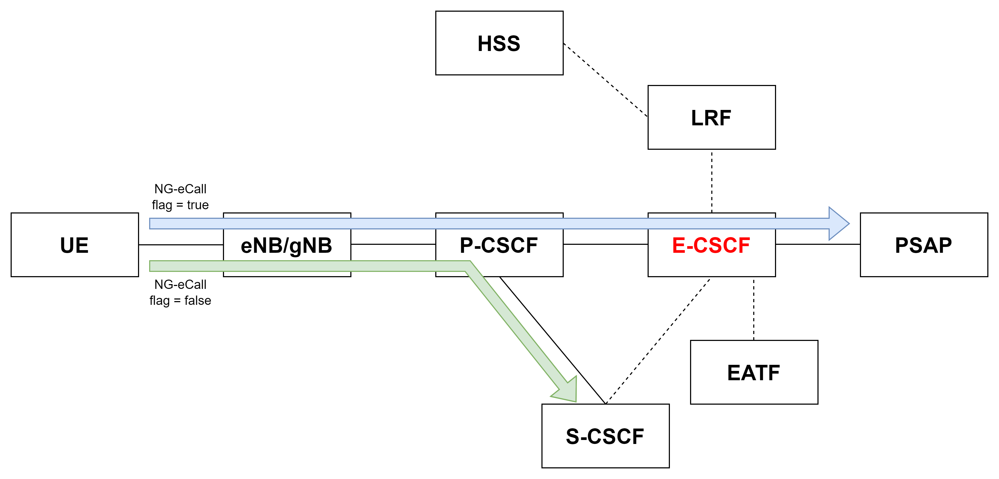 HSS
LRF
NG-eCall
flag = true
UE
eNB/gNB
P-CSCF
E-CSCF
PSAP
NG-eCall
flag = false
EATF
S-CSCF